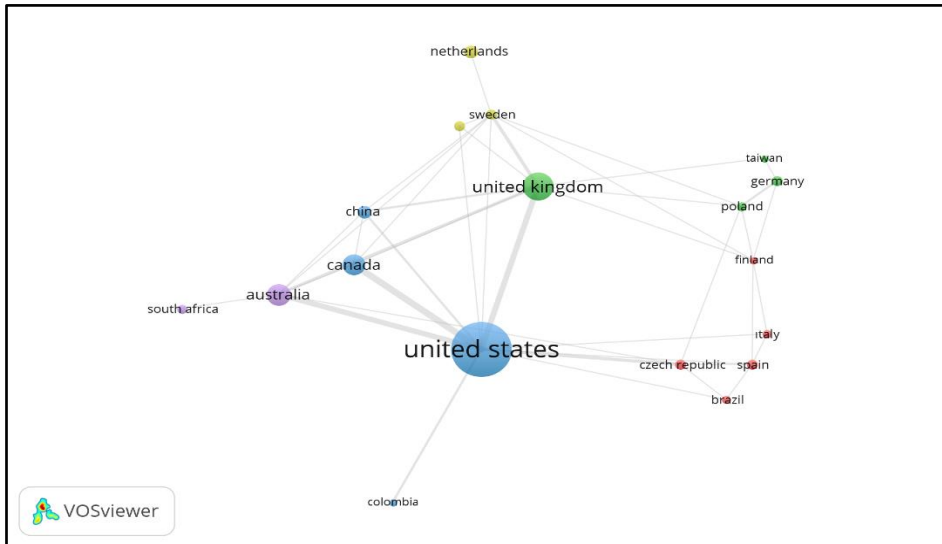 netherlands
sweden
taiwan
germany
united kingdom
poland
china
finland
canada
australia
south africa
italy
united states
czech republic
spain
brazil
colombia
VOSviewer